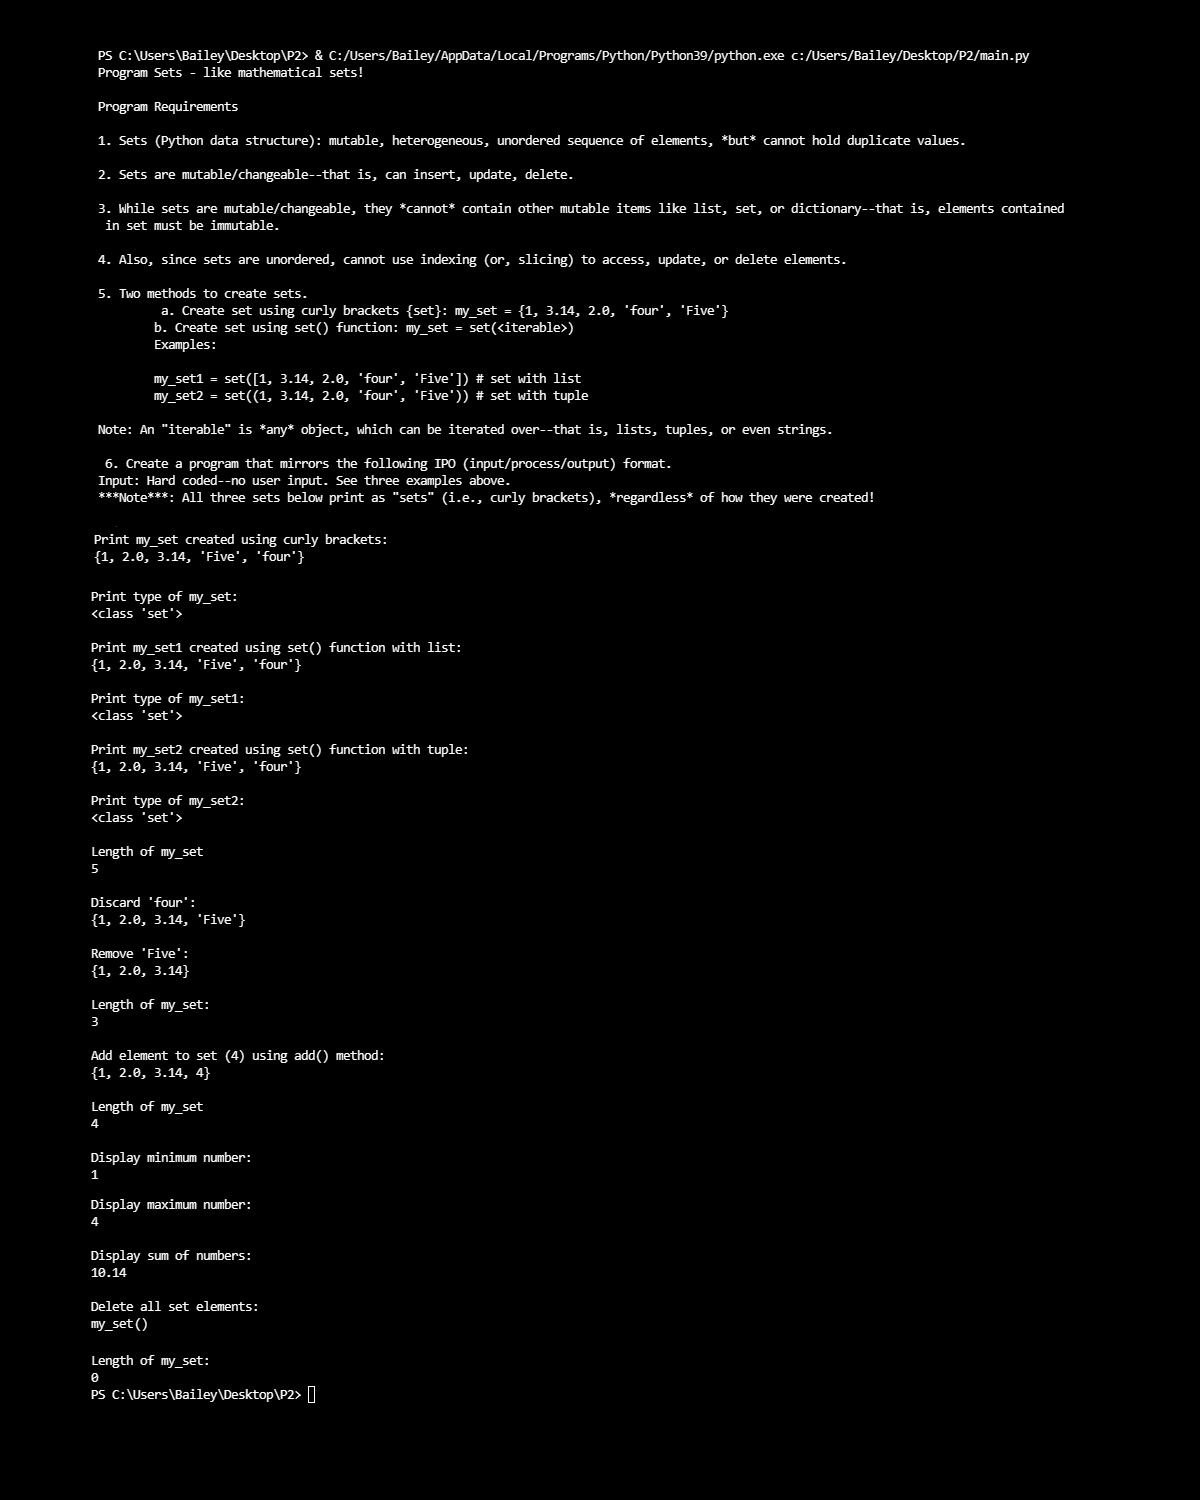 PS C:\Users\Bailey\Desktop\P2> & C:/Users/Bailey/AppData/Local/Programs/Python/Python39/python.exe c:/Users/Bailey/Desktop/P2/main.py
Program Sets - like mathematical sets!
Program Requirements
1. Sets (Python data structure): mutable, heterogeneous, unordered sequence of elements, *but* cannot hold duplicate values.
2. Sets are mutable/changeable--that is, can insert, update, delete.
3. While sets are mutable/changeable, they *cannot* contain other mutable items like list, set, or dictionary--that is, elements contained
in set must be immutable.
4. Also, since sets are unordered, cannot use indexing (or, slicing) to access, update, or delete elements.
5. Two methods to create sets.
a. Create set using curly brackets {set}: my_set = {1, 3.14, 2.0, 'four', 'Five'}
b. Create set using set() function: my_set = set(<iterable>)
Examples:
my_set1 = set([1, 3.14, 2.0, 'four', 'Five']) # set with list
my_set2 = set((1, 3.14, 2.0, 'four', 'Five')) # set with tuple
Note: An "iterable" is *any* object, which can be iterated over--that is, lists, tuples, or even strings.
6. Create a program that mirrors the following IPO (input/process/output) format.
Input: Hard coded--no user input. See three examples above.
***Note***: All three sets below print as "sets" (i.e., curly brackets), *regardless* of how they were created!
Print my_set created using curly brackets:
{1, 2.0, 3.14, 'Five', 'four'}
Print type of my_set:
<class 'set'>
Print my_set1 created using set() function with list:
{1, 2.0, 3.14, 'Five', 'four'}
Print type of my_set1:
<class 'set'>
Print my_set2 created using set() function with tuple:
{1, 2.0, 3.14, 'Five', 'four'}
Print type of my_set2:
<class 'set'>
Length of my_set
5
Discard 'four':
{1, 2.0, 3.14, 'Five'}
Remove 'Five':
{1, 2.0, 3.14}
Length of my_set:
3
Add element to set (4) using add() method:
{1, 2.0, 3.14, 4}
Length of my_set
4
Display minimum number:
1
Display maximum number:
4
Display sum of numbers:
10.14
Delete all set elements:
my_set()
Length of my_set:
0
PS C:\Users\Bailey\Desktop\P2>